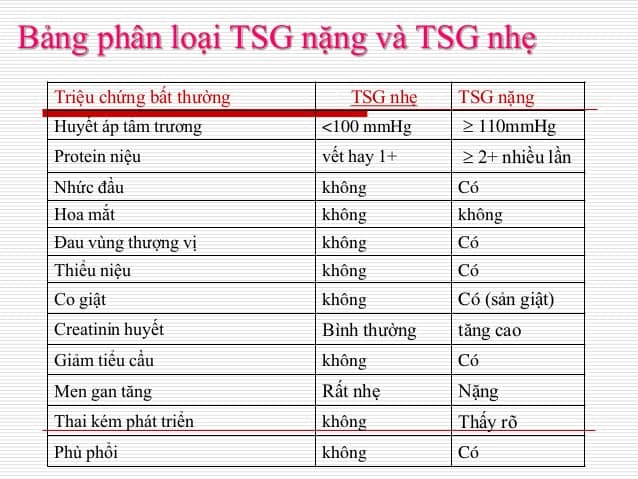 Bảng phân loại TSG nặng và TSG nhẹ
Triệu chứng bất thường TSG nhẹ TSG nặng
Huyết áp tâm trương <100 mmHg ≥ 110mmHg
Protein niệu vết hay 1+ ≥ 2+ nhiều lần
Nhức đầu không Có
Hoa mắt không không
Đau vùng thượng vị không Có
Thiểu niệu không Có
Co giật không Có (sản giật)
Creatinin huyết Bình thường tăng cao
Giảm tiểu cầu không Có
Men gan tăng Rất nhẹ Nặng
Thai kém phát triển không Thấy rõ
Phù phổi không Có